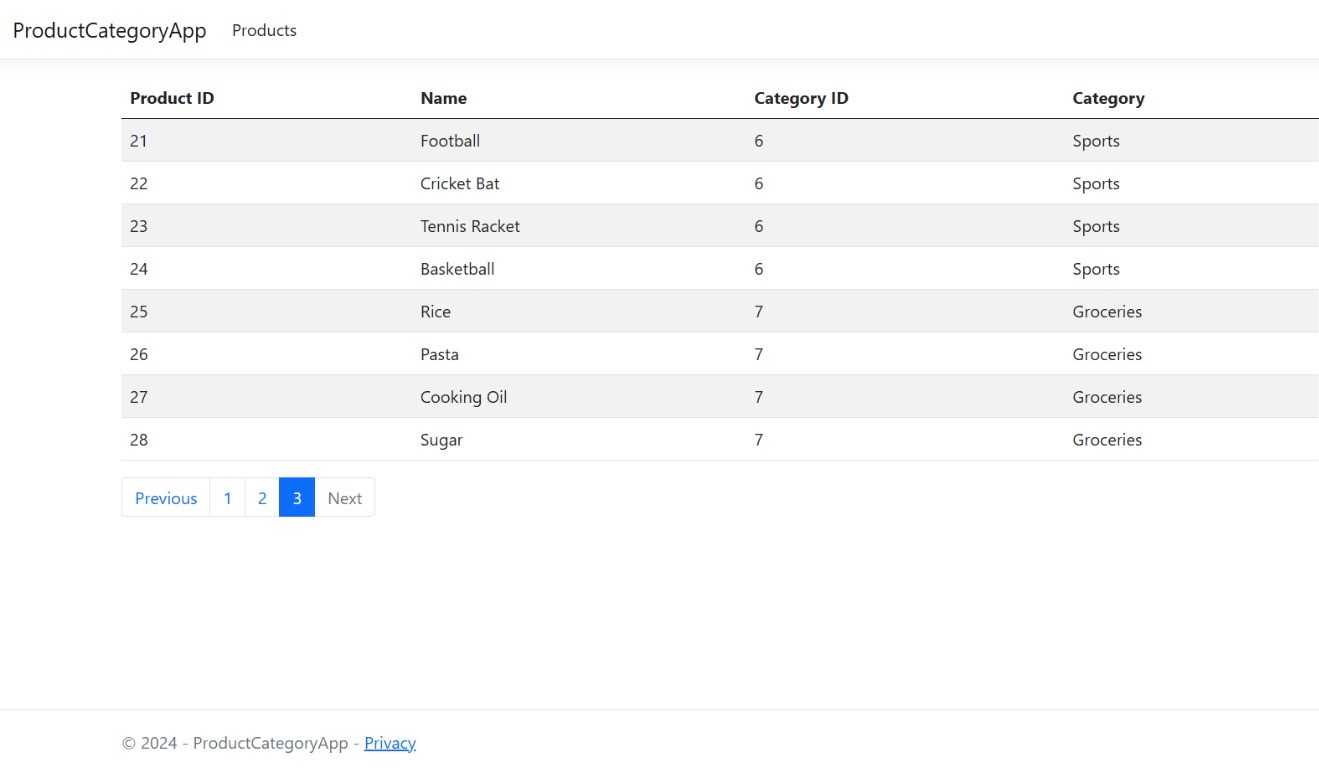 ProductCategoryApp Products
Product ID Name Category ID Category
21 Football 6 Sports
22 Cricket Bat 6 Sports
23 Tennis Racket 6 Sports
24 Basketball 6 Sports
25 Rice 7 Groceries
26 Pasta 7 Groceries
27 Cooking Oil 7 Groceries
28 Sugar 7 Groceries
Previous 1 2 3 Next
© 2024 - ProductCategoryApp - Privacy